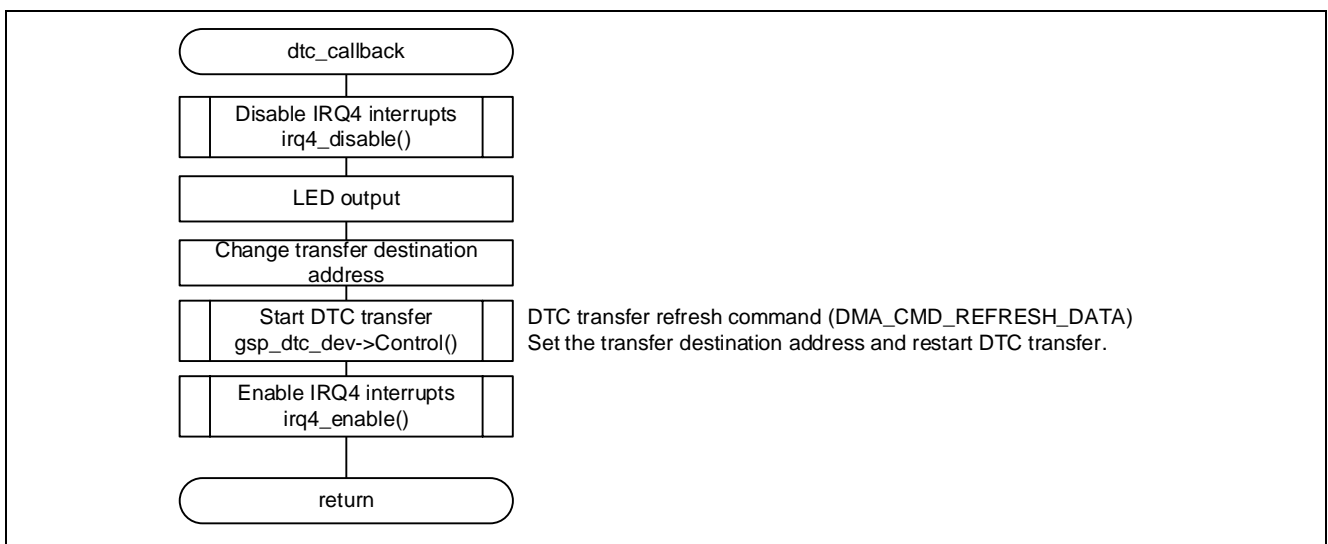 dtc_callback
Disable IRQ4 interrupts
irq4_disable()
LED output
Change transfer destination
address
Start DTC transfer
gsp_dtc_dev->Control()
DTC transfer refresh command (DMA_CMD_REFRESH_DATA)
Set the transfer destination address and restart DTC transfer.
Enable IRQ4 interrupts
irq4_enable()
return